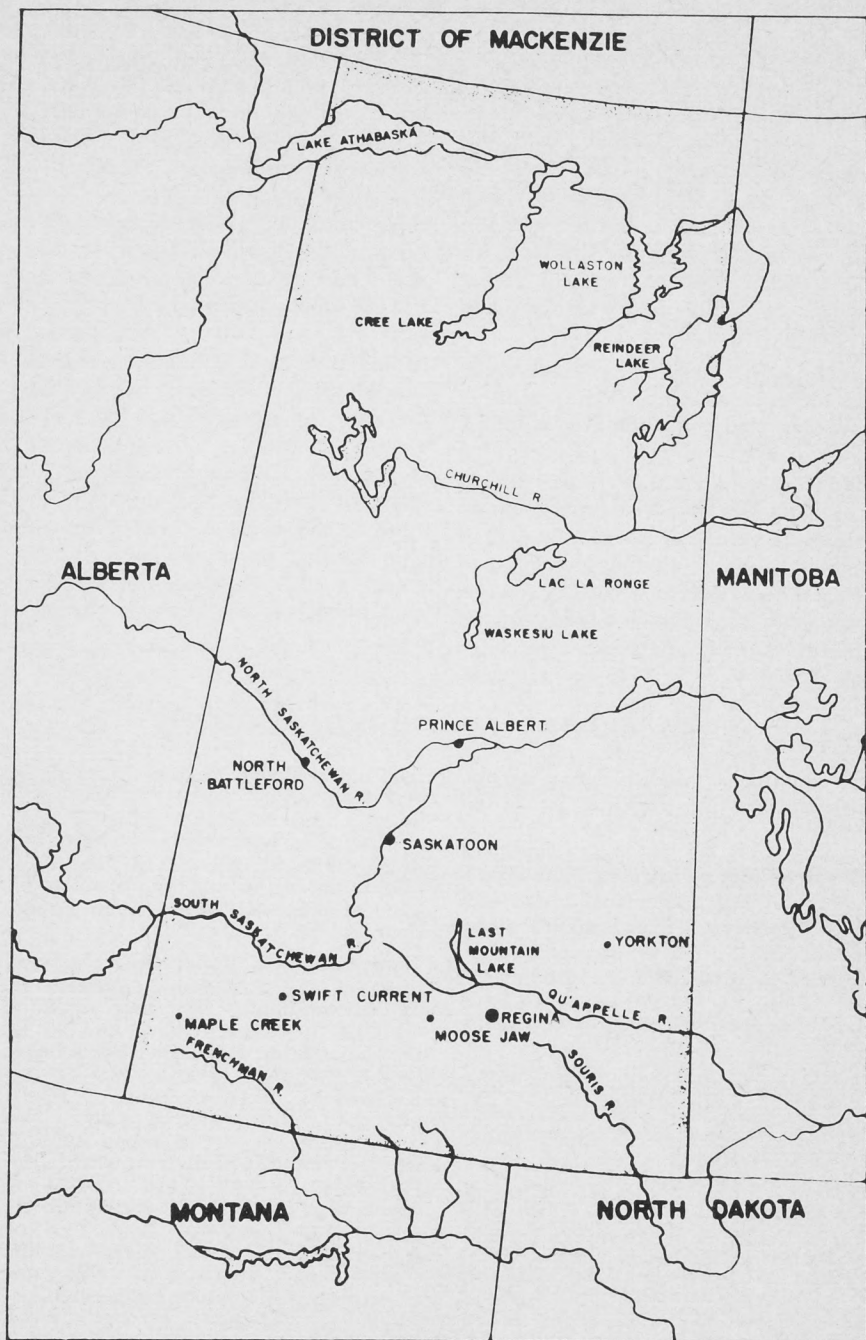 DISTRICT OF MACKENZIE
LAKE ATHABASKA
WOLLASTON
LAKE
CREE LAKE
REINDEER
LAKE
CHURCHILL R
ALBERTA
LAC LA RONGE
MANITOBA
WASKESIU LAKE
NORTH SASKATCHEWAN R.
PRINCE ALBERT
NORTH
BATTLEFORD
SASKATOON
SOUTH SASKATCHEWAN R.
LAST
MOUNTAIN
LAKE
YORKTON
SWIFT CURRENT
QU'APPELLE R.
MAPLE CREEK
REGINA
MOOSE JAW
FRENCHMAN R.
SOURIS R.
MONTANA
NORTH DAKOTA